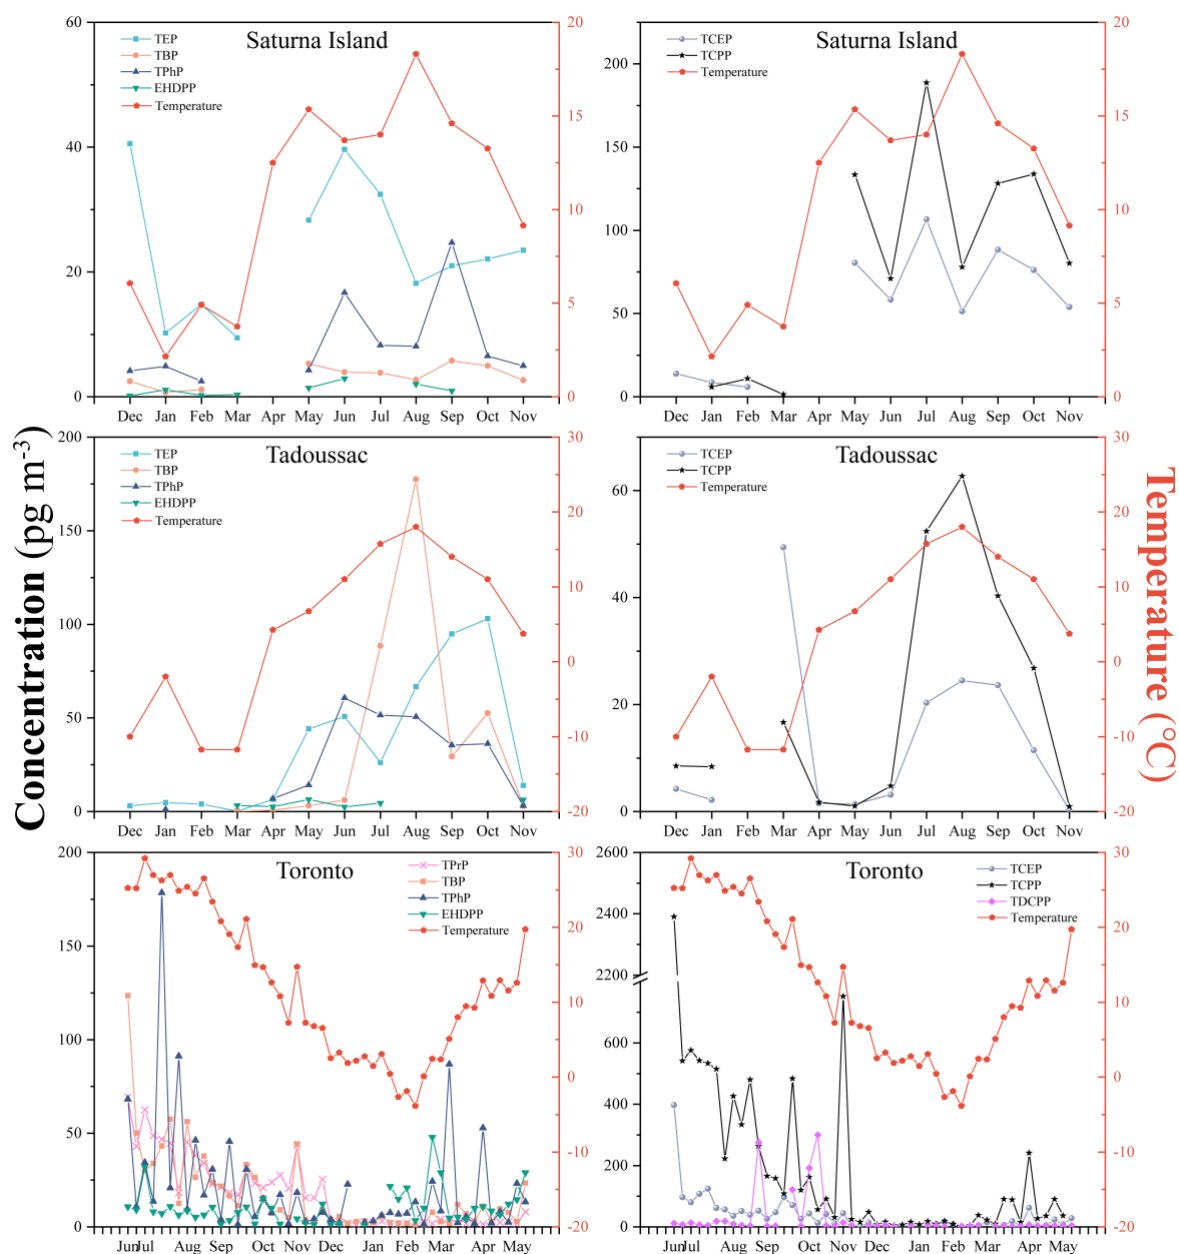 Concentration (pg m-3)
Temperature (°C)
Saturna Island
TEP
TBP
TPhP
EHDPP
Temperature
60
40
20
0
20
15
10
5
0
Dec Jan Feb Mar Apr May Jun Jul Aug Sep Oct Nov
Saturna Island
TCEP
TCPP
Temperature
200
150
100
50
0
20
15
10
5
0
Dec Jan Feb Mar Apr May Jun Jul Aug Sep Oct Nov
Tadoussac
TEP
TBP
TPhP
EHDPP
Temperature
200
150
100
50
0
30
20
10
0
-10
-20
Dec Jan Feb Mar Apr May Jun Jul Aug Sep Oct Nov
Tadoussac
TCEP
TCPP
Temperature
60
40
20
0
30
20
10
0
-10
-20
Dec Jan Feb Mar Apr May Jun Jul Aug Sep Oct Nov
Toronto
TPrP
TBP
TPhP
EHDPP
Temperature
200
150
100
50
0
30
20
10
0
-10
-20
Jun Jul Aug Sep Oct Nov Dec Jan Feb Mar Apr May
Toronto
TCEP
TCPP
TDCPP
Temperature
2600
2400
2200
600
400
200
0
30
20
10
0
-10
-20
Jun Jul Aug Sep Oct Nov Dec Jan Feb Mar Apr May